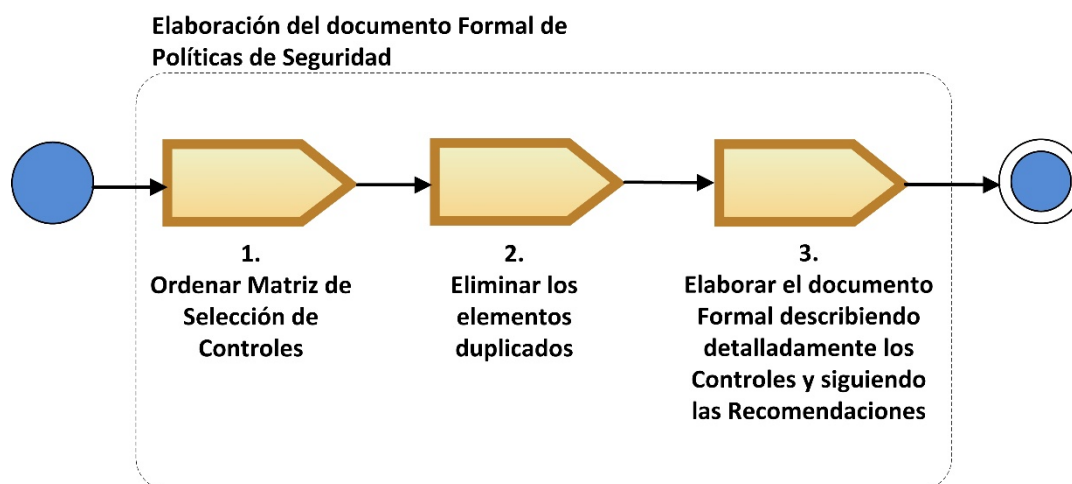 Elaboración del documento Formal de
Políticas de Seguridad
1.
Ordenar Matriz de
Selección de
Controles
2.
Eliminar los
elementos
duplicados
3.
Elaborar el documento
Formal describiendo
detalladamente los
Controles y siguiendo
las Recomendaciones